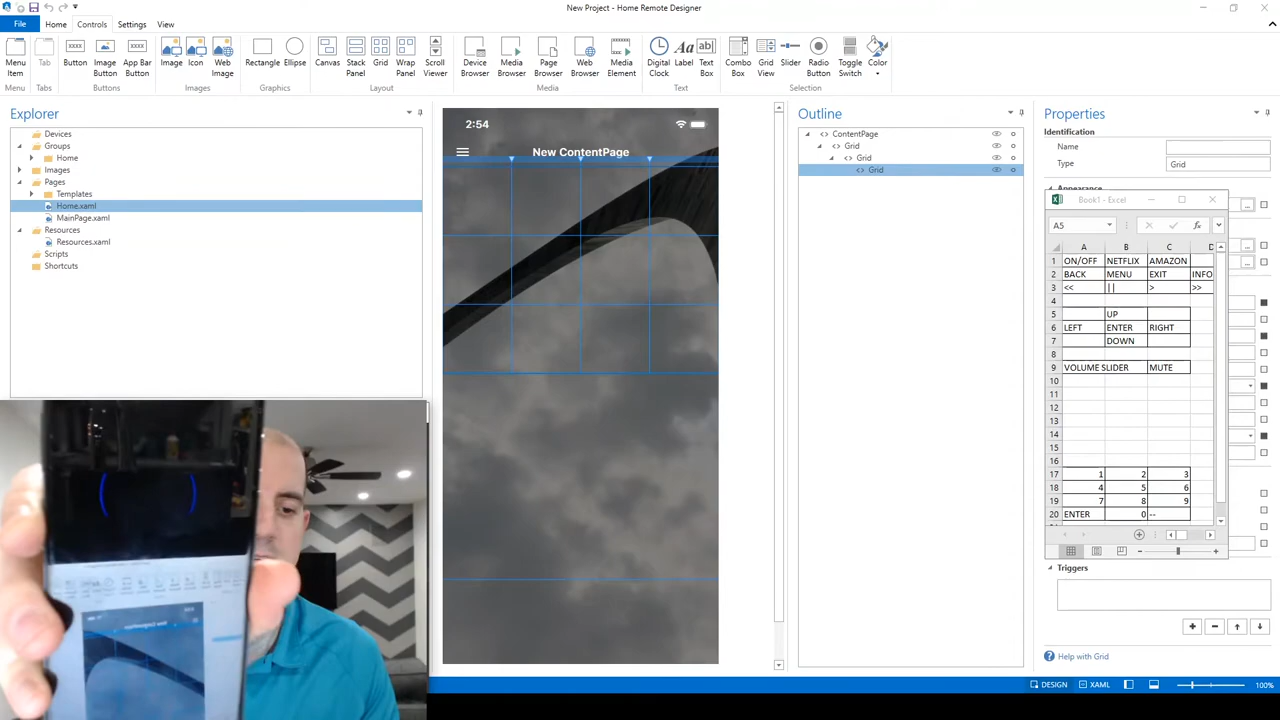 New Project - Home Remote Designer
File Home Controls Settings View
Menu Item
Tab
Button
Image Button
App Bar Button
Image
Icon
Web Image
Rectangle
Ellipse
Canvas
Stack Panel
Grid
Wrap Panel
Scroll Viewer
Device Browser
Media Browser
Page Browser
Web Browser
Media Element
Digital Clock
Aa
Label
ab|
Text Box
Combo Box
Grid View
Slider
Radio Button
Toggle Switch
Color
Menu Tabs Buttons Images Graphics Layout Media Text Selection
Explorer
Devices
Groups
Home
Images
Pages
Templates
Home.xaml
MainPage.xaml
Resources
Resources.xaml
Scripts
Shortcuts
2:54
New ContentPage
Outline
<> ContentPage
<> Grid
<> Grid
<> Grid
Properties
Identification
Name
Type Grid
Appearance
Book1 - Excel
A5 fx
A B C D
1 ON/OFF NETFLIX AMAZON
2 BACK MENU EXIT INFO
3 << || > >>
4
5 UP
6 LEFT ENTER RIGHT
7 DOWN
8
9 VOLUME SLIDER MUTE
10
11
12
13
14
15
16
17 1 2 3
18 4 5 6
19 7 8 9
20 ENTER 0 --
Triggers
Help with Grid
DESIGN XAML 100%